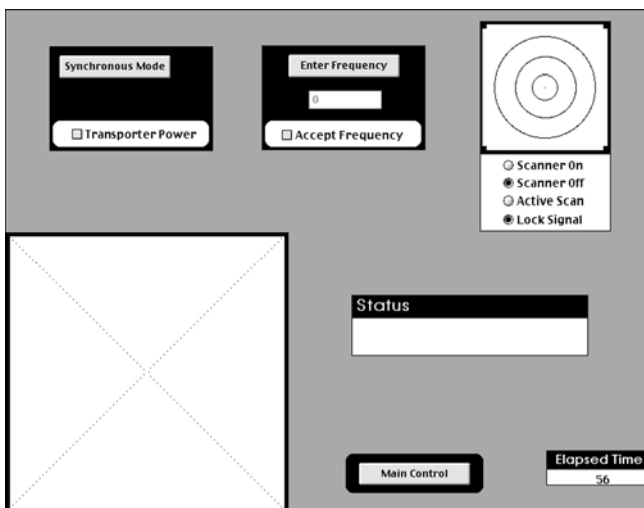 Synchronous Mode
Transporter Power
Enter Frequency
0
Accept Frequency
Scanner On
Scanner Off
Active Scan
Lock Signal
Status
Main Control
Elapsed Time
56